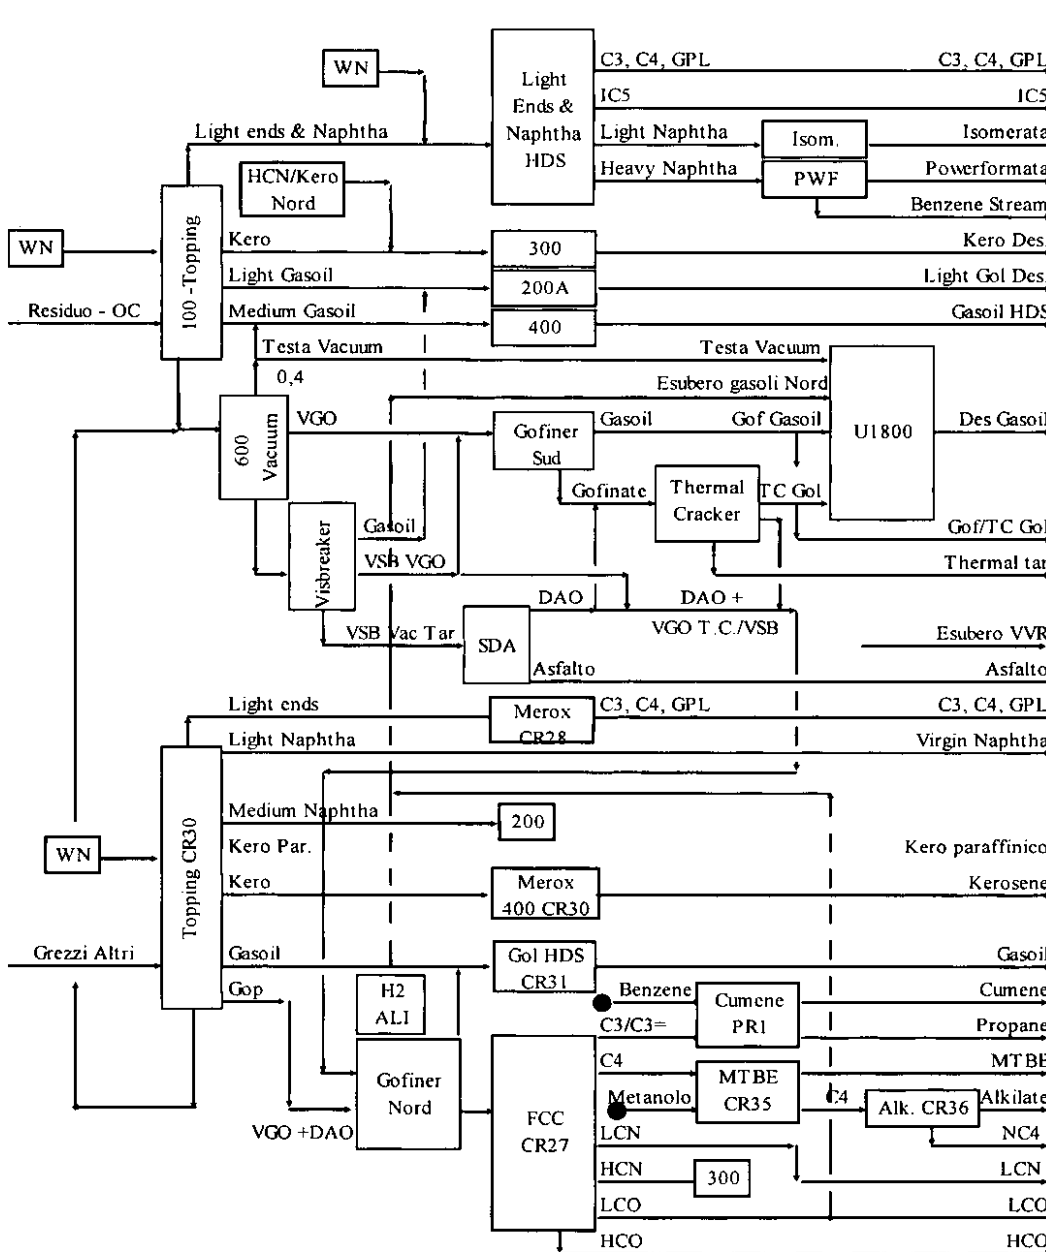 WN
Light
Ends &
Naphtha
HDS
C3, C4, GPL
C3, C4, GPL
IC5
IC5
Light ends & Naphtha
Light Naphtha
Isom.
Isomerata
HCN/Kero
Nord
Heavy Naphtha
PWF
Powerformata
Benzene Stream
WN
100 -Topping
Kero
300
Kero Des.
Light Gasoil
200A
Light Gol Des.
Residuo - OC
Medium Gasoil
400
Gasoil HDS
Testa Vacuum
Testa Vacuum
0,4
Esubero gasoli Nord
600
Vacuum
VGO
Gofiner
Sud
Gasoil
Gof Gasoil
U1800
Des Gasoil
Gofinate
Thermal
Cracker
TC Gol
Visbreaker
Gasoil
Gof/TC Gol
VSB VGO
Thermal tar
DAO
DAO +
VGO T.C./VSB
VSB Vac Tar
SDA
Esubero VVR
Asfalto
Asfalto
Light ends
Merox
CR28
C3, C4, GPL
C3, C4, GPL
Light Naphtha
Virgin Naphtha
Topping CR30
Medium Naphtha
200
WN
Kero Par.
Kero paraffinico
Kero
Merox
400 CR30
Kerosene
Grezzi Altri
Gasoil
Gol HDS
CR31
Gasoil
Gop
H2
ALI
Benzene
Cumene
PR1
Cumene
C3/C3=
Propane
Gofiner
Nord
FCC
CR27
C4
MTBE
CR35
MTBE
Metanolo
C4
Alk. CR36
Alkilate
VGO +DAO
LCN
NC4
HCN
300
LCN
LCO
LCO
HCO
HCO